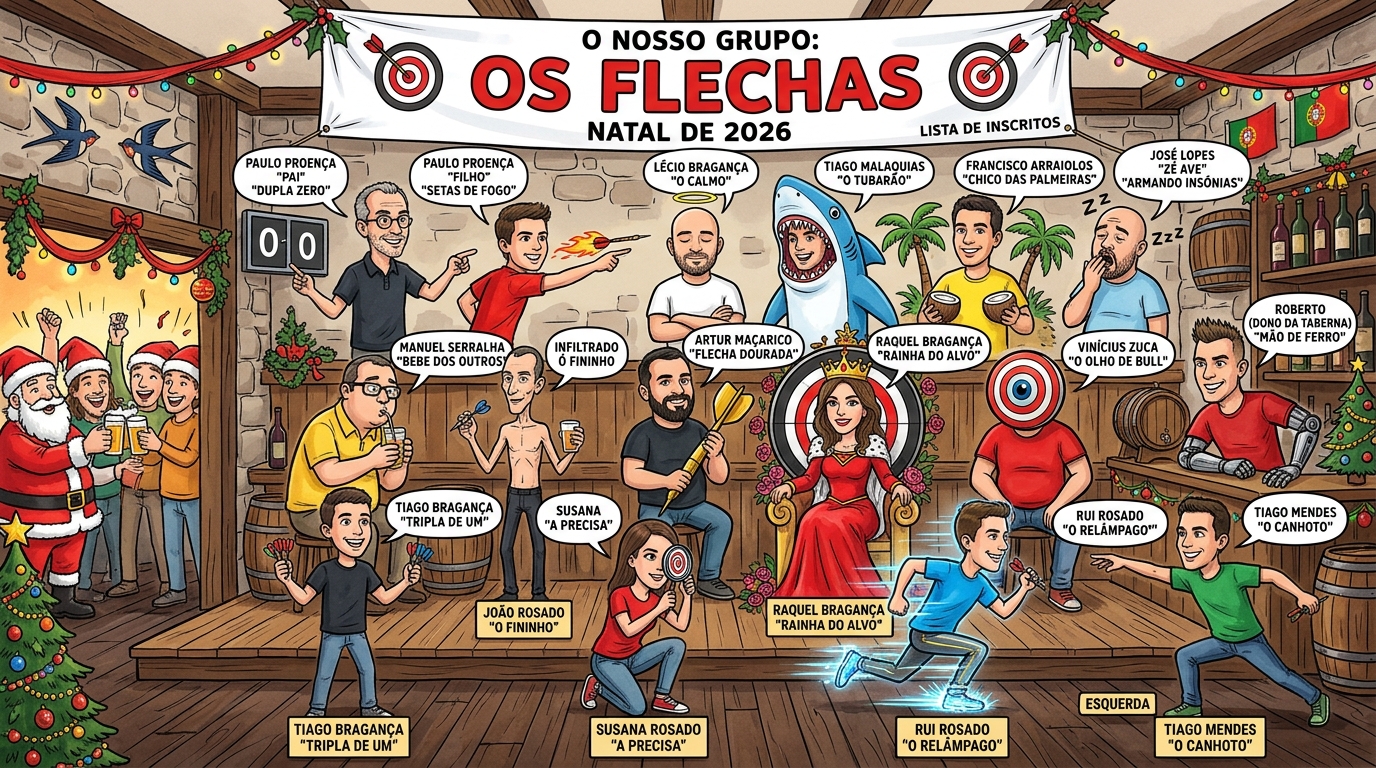 O NOSSO GRUPO:
OS FLECHAS
NATAL DE 2026
LISTA DE INSCRITOS
PAULO PROENÇA
"PAI"
"DUPLA ZERO"
PAULO PROENÇA
"FILHO"
"SETAS DE FOGO"
LÉCIO BRAGANÇA
"O CALMO"
TIAGO MALAQUIAS
"O TUBARÃO"
FRANCISCO ARRAIOLOS
"CHICO DAS PALMEIRAS"
JOSÉ LOPES
"ZÉ AVE"
"ARMANDO INSÓNIAS"
0 0
Z Z
Z Z Z
MANUEL SERRALHA
"BEBE DOS OUTROS"
INFILTRADO
Ó FININHO
ARTUR MAÇARICO
"FLECHA DOURADA"
RAQUEL BRAGANÇA
"RAINHA DO ALVO"
VINÍCIUS ZUCA
"O OLHO DE BULL"
ROBERTO
(DONO DA TABERNA)
"MÃO DE FERRO"
TIAGO BRAGANÇA
"TRIPLA DE UM"
SUSANA
"A PRECISA"
RUI ROSADO
"O RELÂMPAGO"
TIAGO MENDES
"O CANHOTO"
JOÃO ROSADO
"O FININHO"
RAQUEL BRAGANÇA
"RAINHA DO ALVO"
ESQUERDA
TIAGO BRAGANÇA
"TRIPLA DE UM"
SUSANA ROSADO
"A PRECISA"
RUI ROSADO
"O RELÂMPAGO"
TIAGO MENDES
"O CANHOTO"